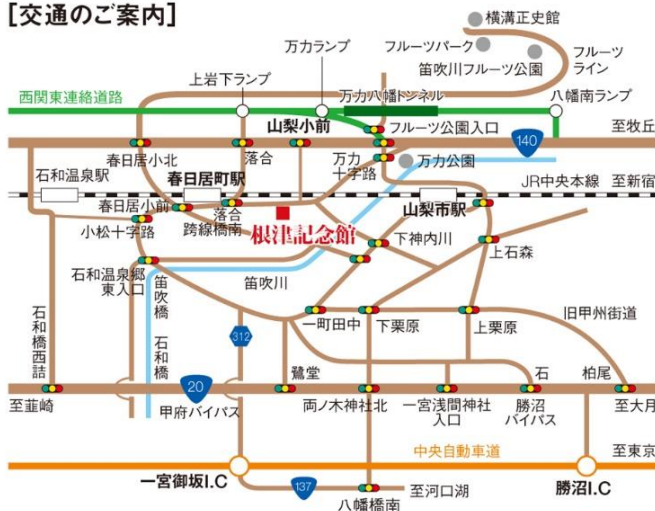 [交通のご案内]
横溝正史館
万力ランプ
フルーツパーク
上岩下ランプ
笛吹川フルーツ公園
フルーツ
ライン
西関東連絡道路
万力八幡トンネル
八幡南ランプ
山梨小前
フルーツ公園入口
140
至牧丘
春日居小北
落合
万力
十字路
万力公園
石和温泉駅
春日居町駅
JR中央本線
至新宿
春日居小前
落合
跨線橋南
山梨市駅
小松十字路
根津記念館
下神内川
上石森
石和温泉郷
東入口
笛吹橋
笛吹川
石和橋西詰
石和橋
312
一町田中
下栗原
上栗原
旧甲州街道
20
鷺堂
石
柏尾
至韮崎
甲府バイパス
両ノ木神社北
一宮浅間神社
入口
勝沼
バイパス
至大月
中央自動車道
至東京
一宮御坂I.C
137
至河口湖
勝沼I.C
八幡橋南